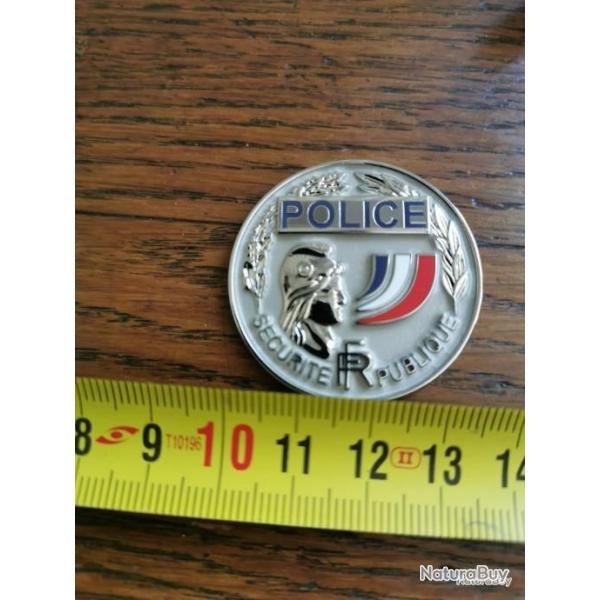 POLICE
SECURITE RF PUBLIQUE
8 9 T10196 10 11 12 II 13 14
NaturaBuy